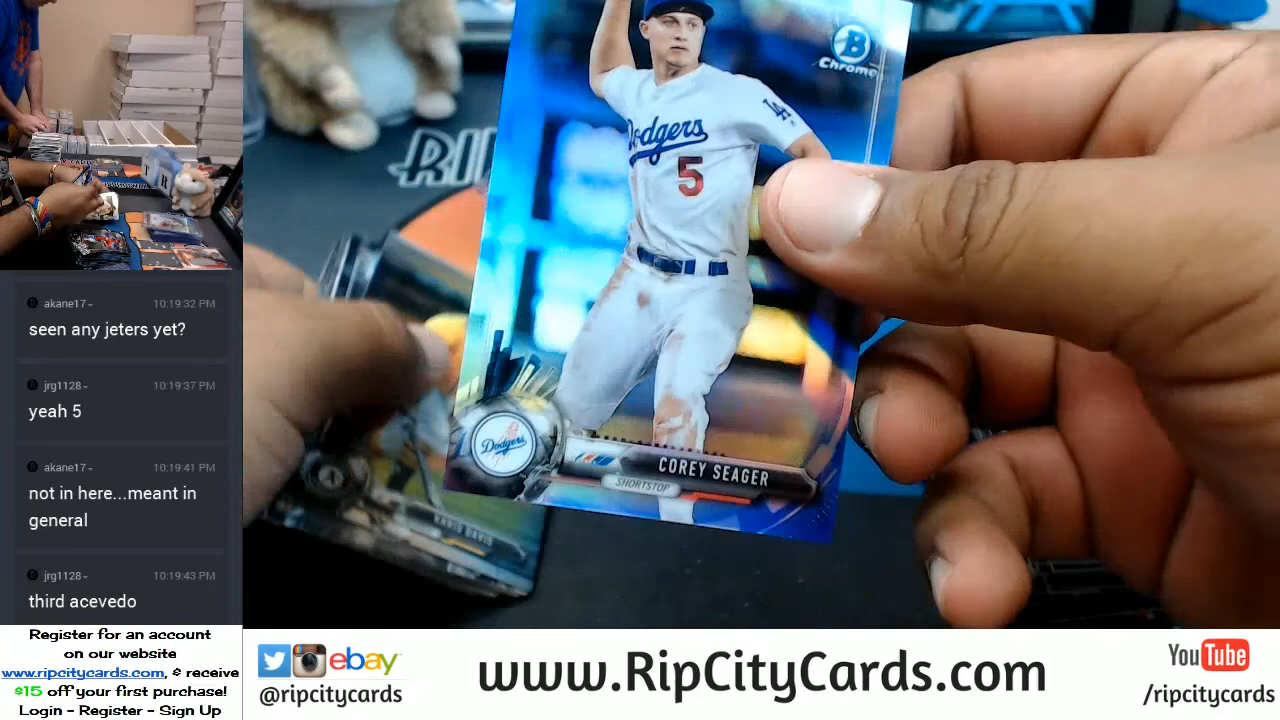 B
Chrome
LA
Dodgers
5
RIP
Dodgers
COREY SEAGER
SHORTSTOP
KHRIS DAVIS
akane17- 10:19:32 PM
seen any jeters yet?
jrg1128- 10:19:37 PM
yeah 5
akane17- 10:19:41 PM
not in here...meant in
general
jrg1128- 10:19:43 PM
third acevedo
Register for an account
on our website
www.ripcitycards.com, & receive
$15 off your first purchase!
Login - Register - Sign Up
ebay
@ripcitycards
www.RipCityCards.com
YouTube
/ripcitycards